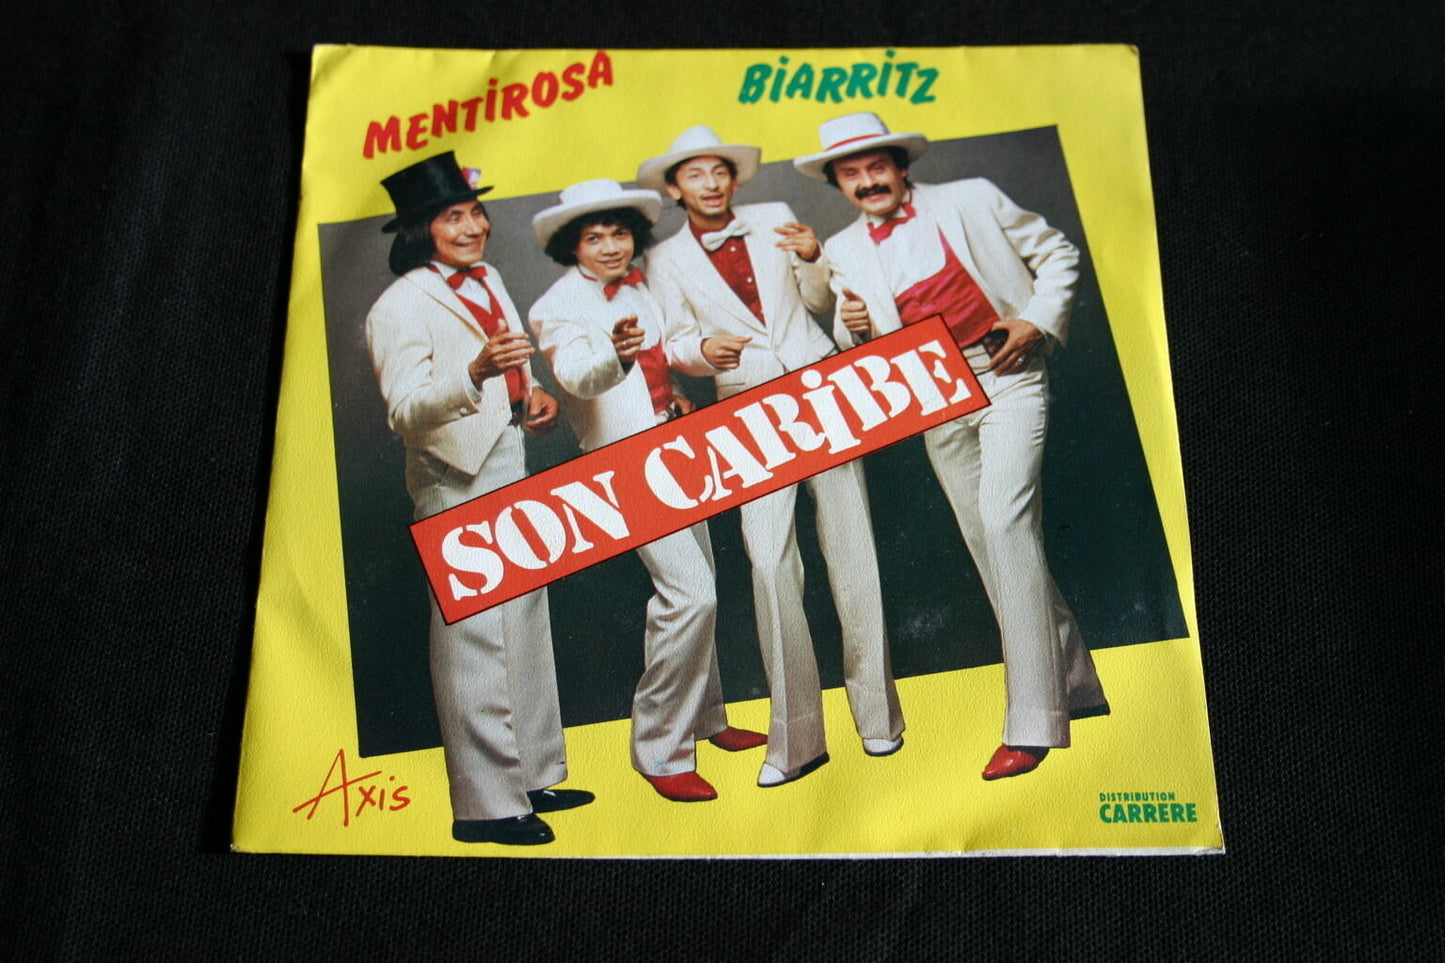 MENTiROSA
BiARRiTZ
SON CARiBE
Axis
DISTRIBUTION
CARRERE